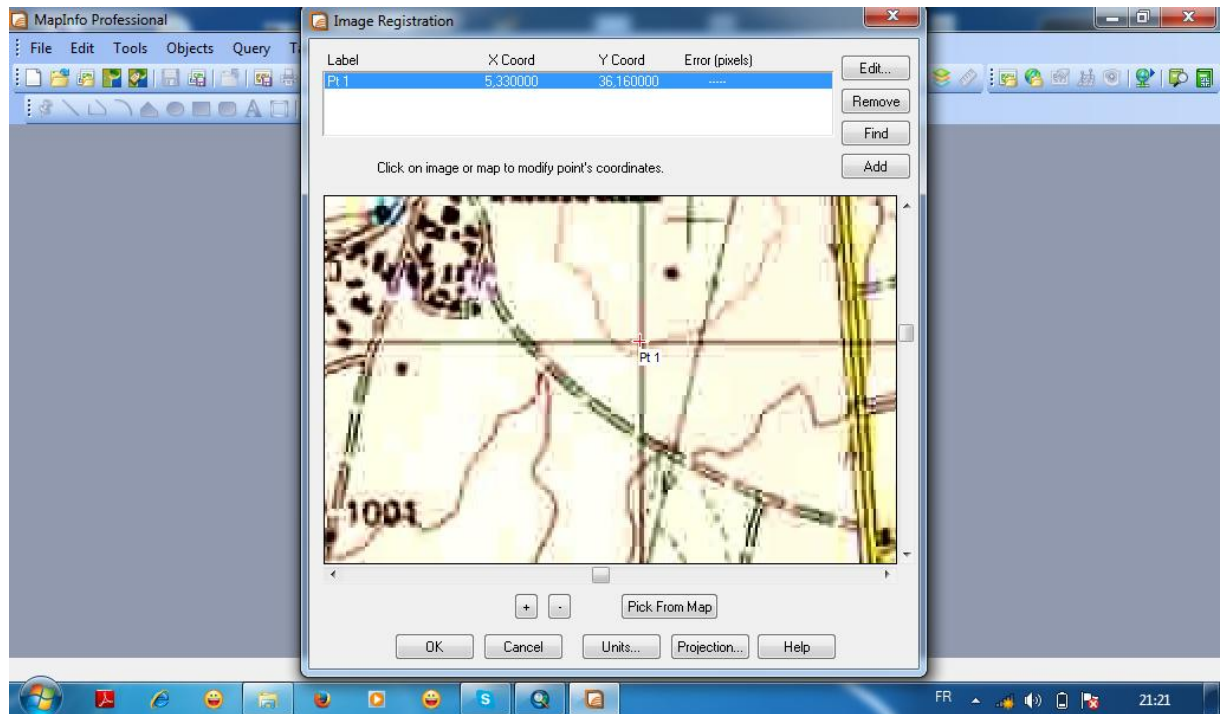 MapInfo Professional
Image Registration
File Edit Tools Objects Query
Label X Coord Y Coord Error (pixels)
Pt 1 5,330000 36,160000 -----
Edit...
Remove
Find
Click on image or map to modify point's coordinates.
Add
Pt 1
1001
+ -
Pick From Map
OK Cancel Units... Projection... Help
FR 21:21